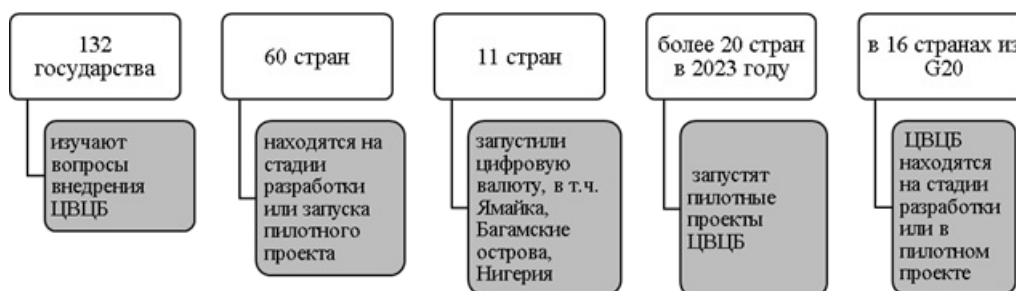 132
государства
изучают
вопросы
внедрения
ЦВЦБ
60 стран
находятся на
стадии
разработки
или запуска
пилотного
проекта
11 стран
запустили
цифровую
валюту, в т.ч.
Ямайка,
Багамские
острова,
Нигерия
более 20 стран
в 2023 году
запустят
пилотные
проекты
ЦВЦБ
в 16 странах из
G20
ЦВЦБ
находятся
на стадии
разработки
или в
пилотном
проекте